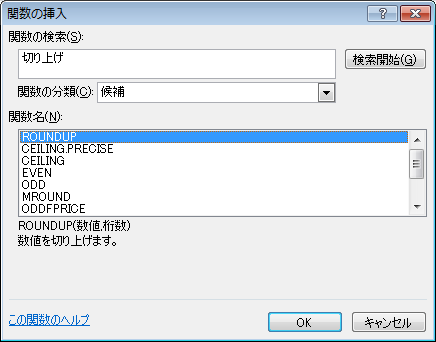 関数の挿入
関数の検索(S):
切り上げ
検索開始(G)
関数の分類(C): 候補
関数名(N):
ROUNDUP
CEILING.PRECISE
CEILING
EVEN
ODD
MROUND
ODDFPRICE
ROUNDUP(数値,桁数)
数値を切り上げます。
この関数のヘルプ
OK
キャンセル